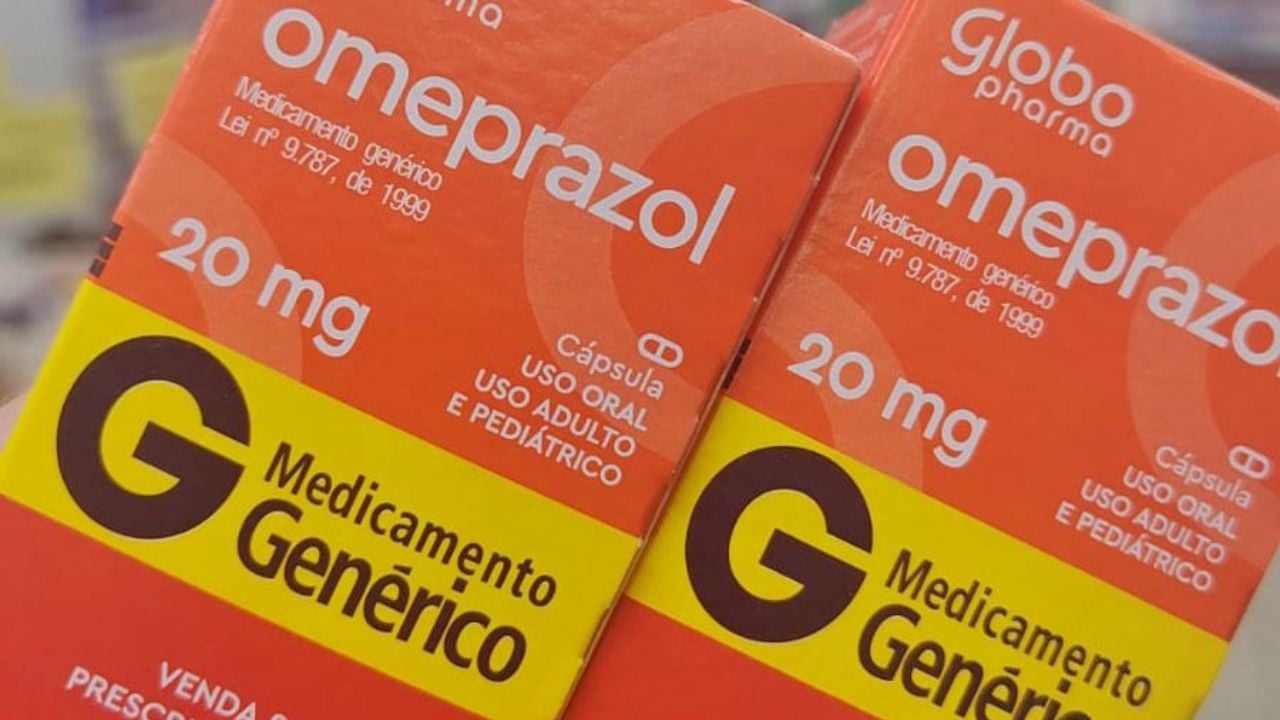 omeprazol
Medicamento genérico
Lei nº 9.787, de 1999
20 mg
Cápsula
USO ORAL
USO ADULTO
E PEDIÁTRICO
G Medicamento
Genérico
VENDA
globo
pharma
omeprazo
Medicamento genérico
Lei nº 9.787, de 1999
20 mg
Cápsula
USO ORAL
USO ADULTO
E PEDIÁTRICO
G Medicamento